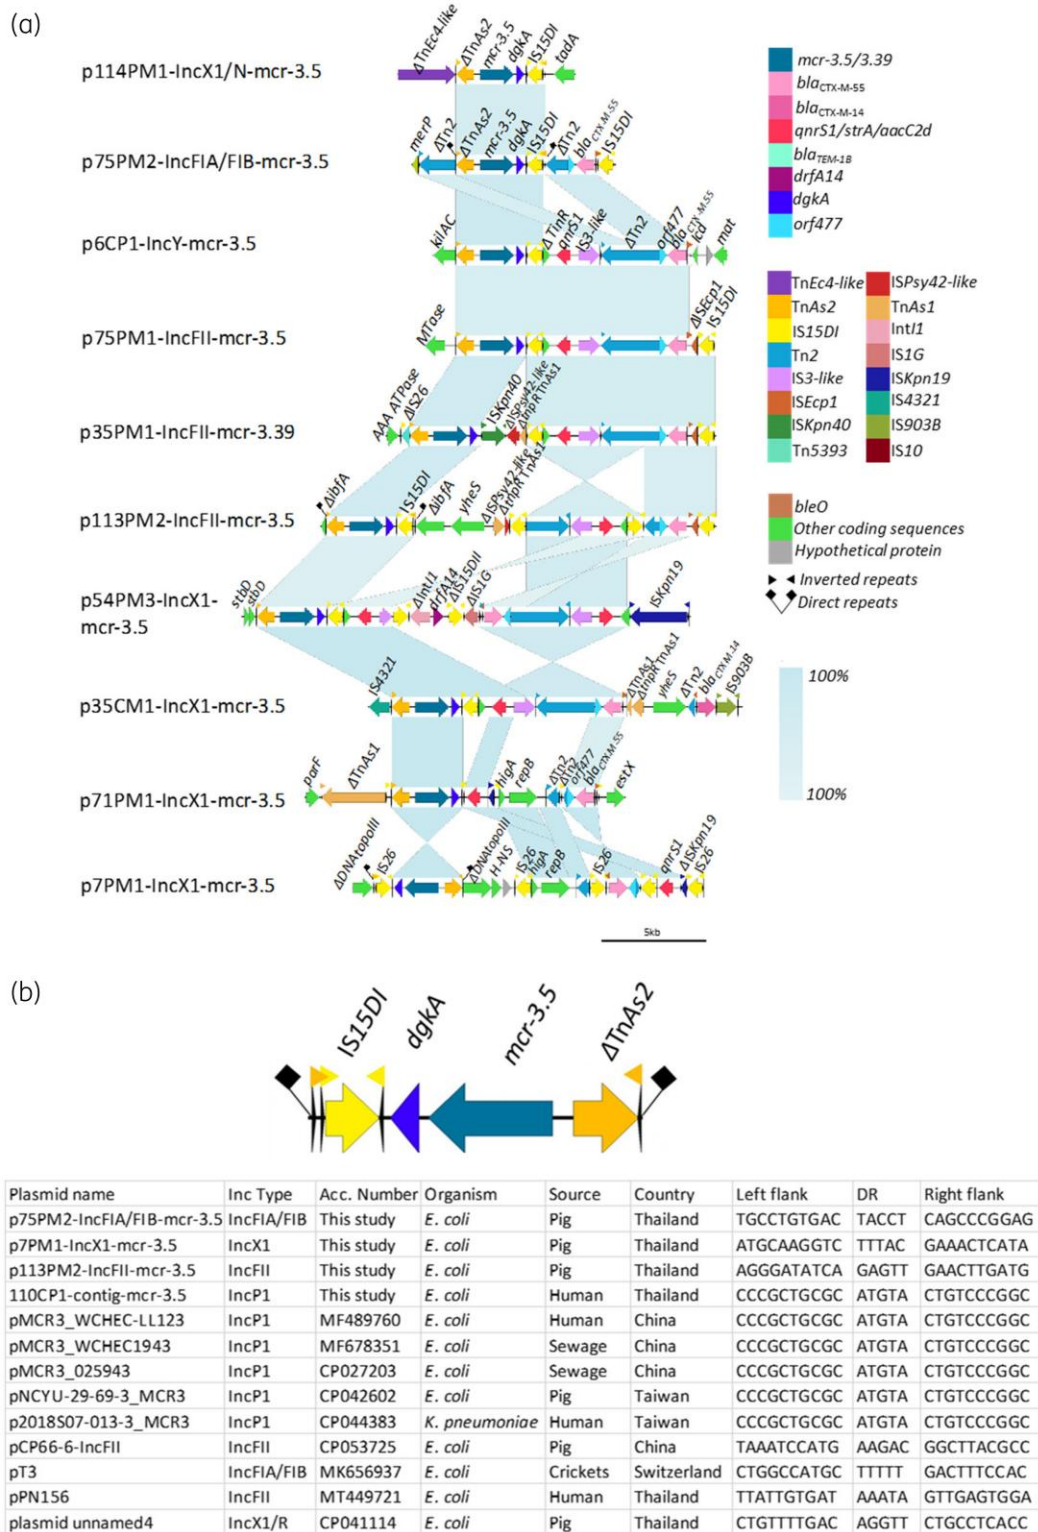 (a)
ΔTnEc4-like ΔTnAs2 mcr-3.5 dgkA IS15DI tadA
p114PM1-IncX1/N-mcr-3.5
merP ΔTn2 ΔTnAs2 mcr-3.5 dgkA IS15DI ΔTn2 blaCTX-M-55 IS15DI
p75PM2-IncFIA/FIB-mcr-3.5
kilAC ΔTinR qnrS1 IS3-like ΔTn2 orf477 blaCTX-M-55 icd mat
p6CP1-IncY-mcr-3.5
MTase ΔISEcp1 IS15DI
p75PM1-IncFII-mcr-3.5
AAA ATPase ΔIS26 ISKpn40 ΔISPsy42-like ΔtnpR TnAs1
p35PM1-IncFII-mcr-3.39
ΔibfA IS15DI ΔibfA yheS ΔISPsy42-like ΔtnpR TnAs1
p113PM2-IncFII-mcr-3.5
stbD stbD ΔIntI1 drfA14 ΔIS15DII ΔIS1G ISKpn19
p54PM3-IncX1-
mcr-3.5
IS4321 ΔTnAs1 ΔtnpR TnAs1 yheS ΔTn2 blaCTX-M-14 IS903B
p35CM1-IncX1-mcr-3.5
parF ΔTnAs1 higA repB ΔTn2 ΔTn2 orf477 blaCTX-M-55 estX
p71PM1-IncX1-mcr-3.5
ΔDNAtopoIII IS26 ΔDNAtopoIII H-NS IS26 higA repB IS26 qnrS1 ΔISKpn19 IS26
p7PM1-IncX1-mcr-3.5
5kb
mcr-3.5/3.39
blaCTX-M-55
blaCTX-M-14
qnrS1/strA/aacC2d
blaTEM-1B
drfA14
dgkA
orf477
TnEc4-like ISPsy42-like
TnAs2 TnAs1
IS15DI IntI1
Tn2 IS1G
IS3-like ISKpn19
ISEcp1 IS4321
ISKpn40 IS903B
Tn5393 IS10
bleO
Other coding sequences
Hypothetical protein
Inverted repeats
Direct repeats
100%
100%
(b)
IS15DI dgkA mcr-3.5 ΔTnAs2
Plasmid name Inc Type Acc. Number Organism Source Country Left flank DR Right flank
p75PM2-IncFIA/FIB-mcr-3.5 IncFIA/FIB This study E. coli Pig Thailand TGCCTGTGAC TACCT CAGCCCGGAG
p7PM1-IncX1-mcr-3.5 IncX1 This study E. coli Pig Thailand ATGCAAGGTC TTTAC GAAACTCATA
p113PM2-IncFII-mcr-3.5 IncFII This study E. coli Pig Thailand AGGGATATCA GAGTT GAACTTGATG
110CP1-contig-mcr-3.5 IncP1 This study E. coli Human Thailand CCCGCTGCGC ATGTA CTGTCCCGGC
pMCR3_WCHEC-LL123 IncP1 MF489760 E. coli Human China CCCGCTGCGC ATGTA CTGTCCCGGC
pMCR3_WCHEC1943 IncP1 MF678351 E. coli Sewage China CCCGCTGCGC ATGTA CTGTCCCGGC
pMCR3_025943 IncP1 CP027203 E. coli Sewage China CCCGCTGCGC ATGTA CTGTCCCGGC
pNCYU-29-69-3_MCR3 IncP1 CP042602 E. coli Pig Taiwan CCCGCTGCGC ATGTA CTGTCCCGGC
p2018S07-013-3_MCR3 IncP1 CP044383 K. pneumoniae Human Taiwan CCCGCTGCGC ATGTA CTGTCCCGGC
pCP66-6-IncFII IncFII CP053725 E. coli Pig China TAAATCCATG AAGAC GGCTTACGCC
pT3 IncFIA/FIB MK656937 E. coli Crickets Switzerland CTGGCCATGC TTTTT GACTTTCCAC
pPN156 IncFII MT449721 E. coli Human Thailand TTATTGTGAT AAATA GTTGAGTGGA
plasmid unnamed4 IncX1/R CP041114 E. coli Pig Thailand CTGTTTTGAC AGGTT CTGCCTCACC